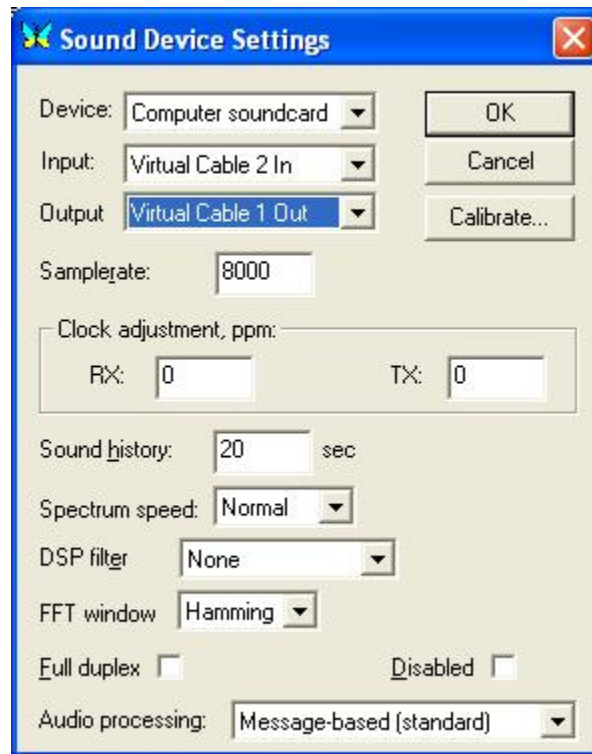 Sound Device Settings
Device: Computer soundcard OK
Input: Virtual Cable 2 In Cancel
Output Virtual Cable 1 Out Calibrate...
Samplerate: 8000
Clock adjustment, ppm:
RX: 0 TX: 0
Sound history: 20 sec
Spectrum speed: Normal
DSP filter None
FFT window Hamming
Full duplex Disabled
Audio processing: Message-based (standard)